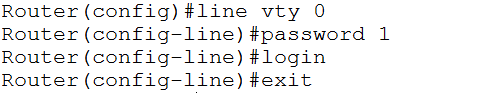 Router(config)#line vty 0
Router(config-line)#password 1
Router(config-line)#login
Router(config-line)#exit